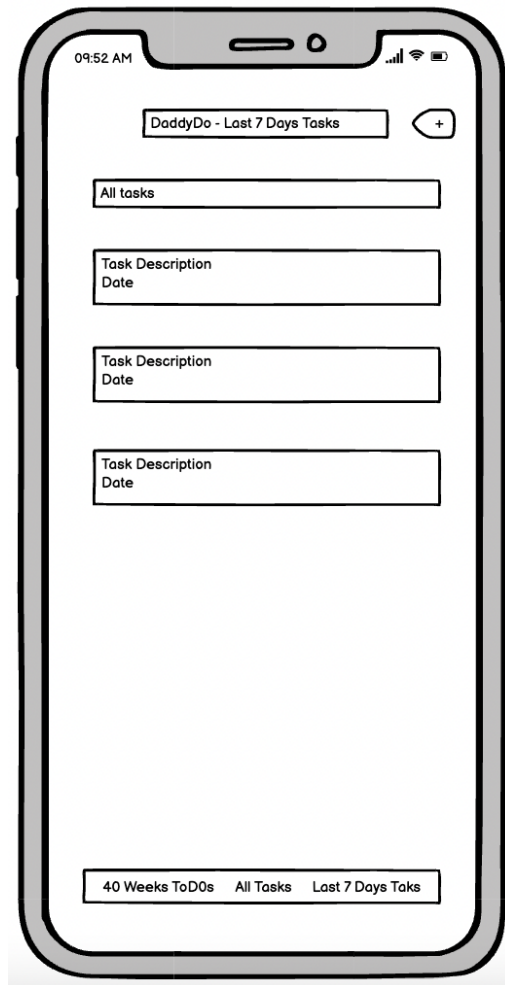 09:52 AM
DaddyDo - Last 7 Days Tasks
+
All tasks
Task Description
Date
Task Description
Date
Task Description
Date
40 Weeks ToD0s All Tasks Last 7 Days Taks